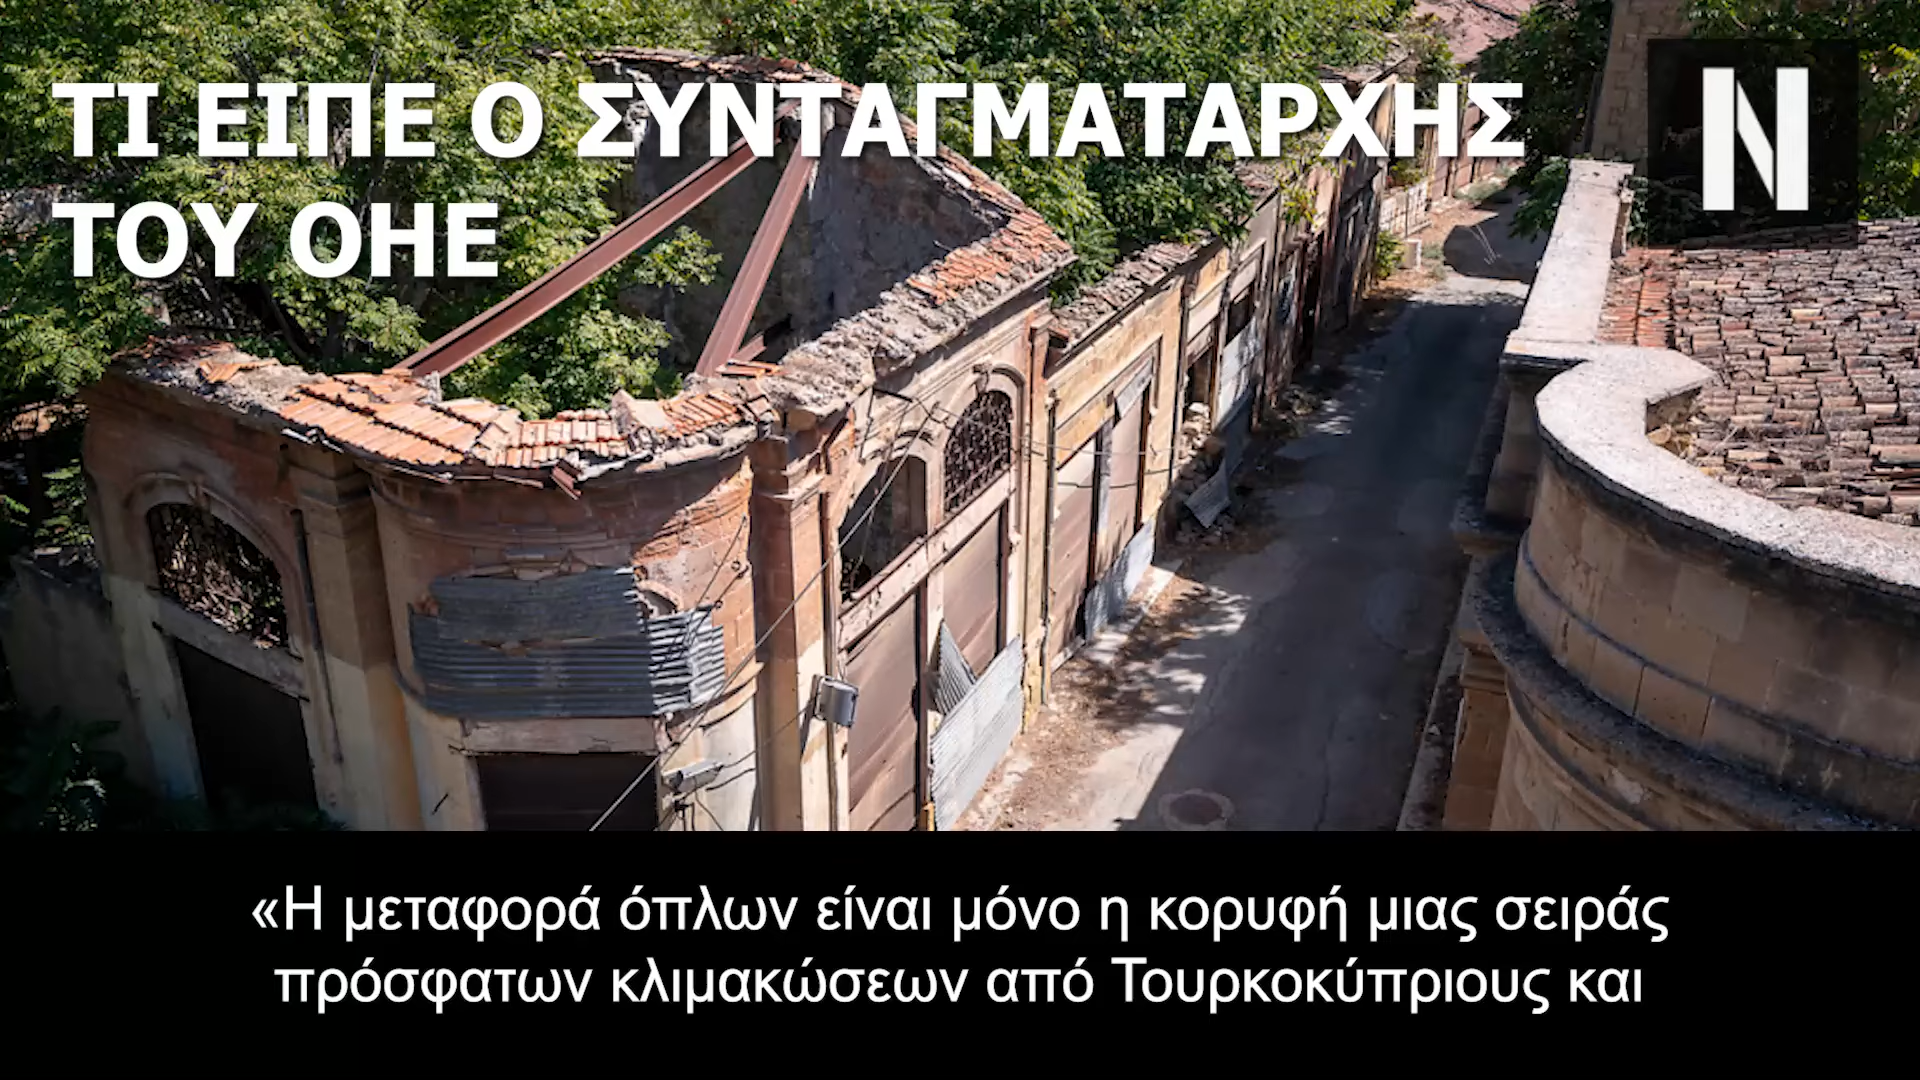 ΤΙ ΕΙΠΕ Ο ΣΥΝΤΑΓΜΑΤΑΡΧΗΣ
ΤΟΥ ΟΗΕ
N
«Η μεταφορά όπλων είναι μόνο η κορυφή μιας σειράς
πρόσφατων κλιμακώσεων από Τουρκοκύπριους και